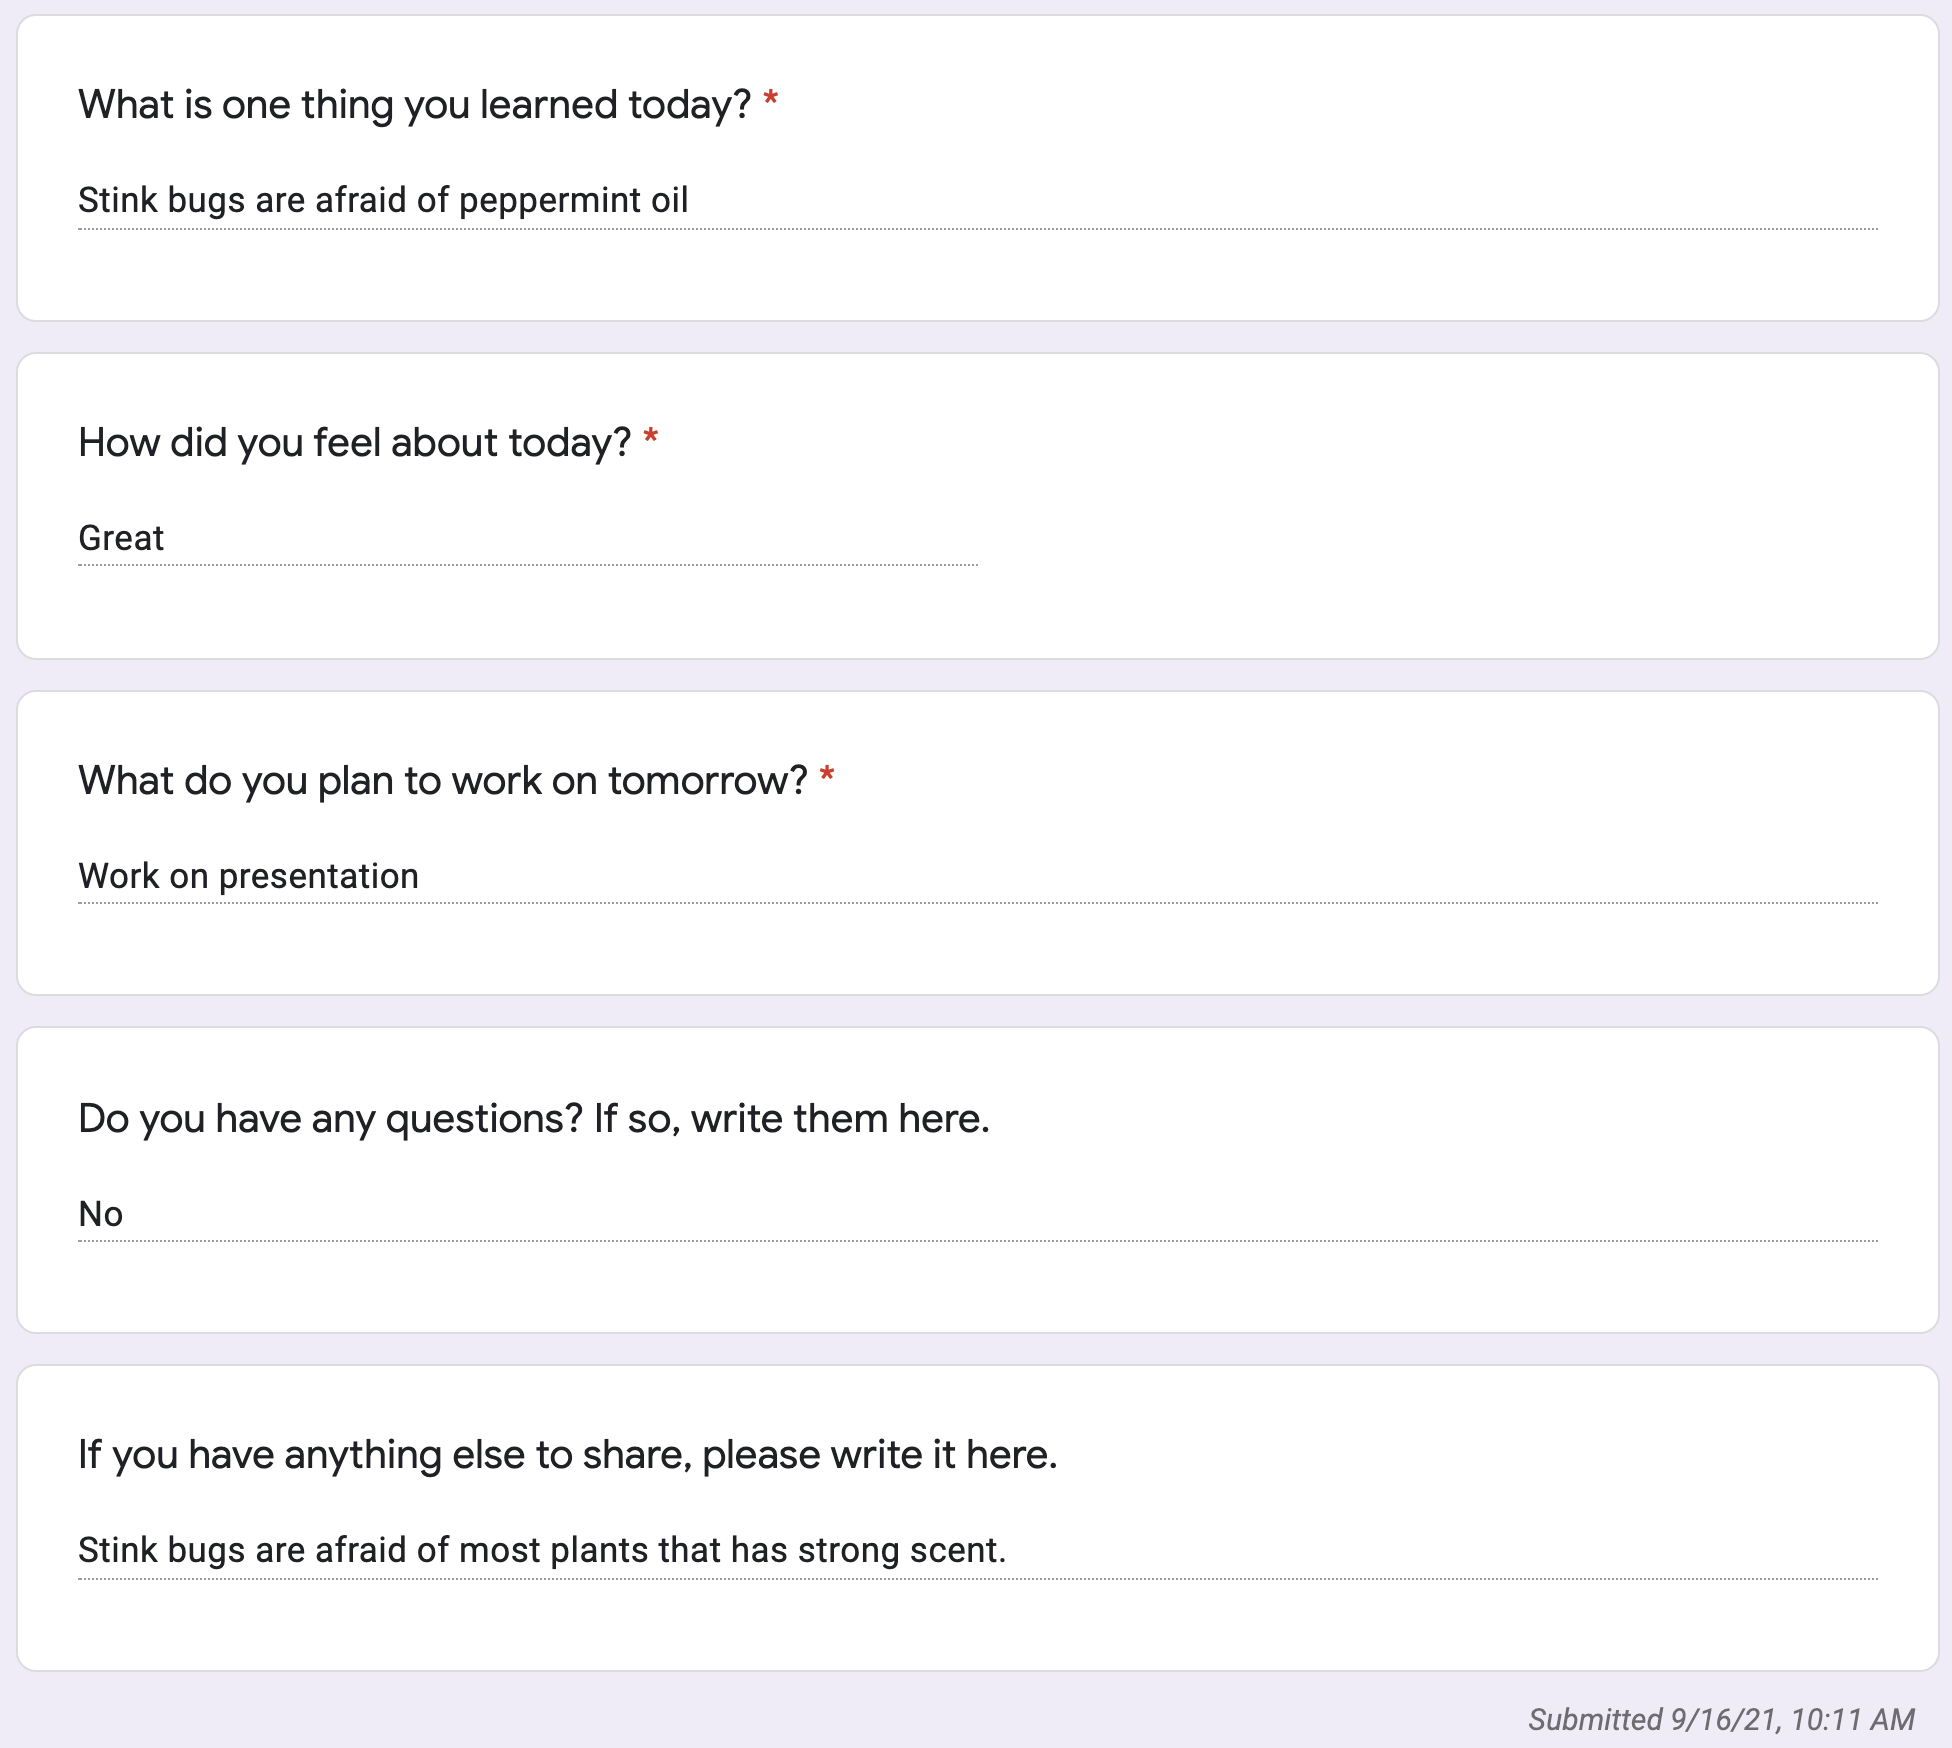 What is one thing you learned today? *
Stink bugs are afraid of peppermint oil
How did you feel about today? *
Great
What do you plan to work on tomorrow? *
Work on presentation
Do you have any questions? If so, write them here.
No
If you have anything else to share, please write it here.
Stink bugs are afraid of most plants that has strong scent.
Submitted 9/16/21, 10:11 AM